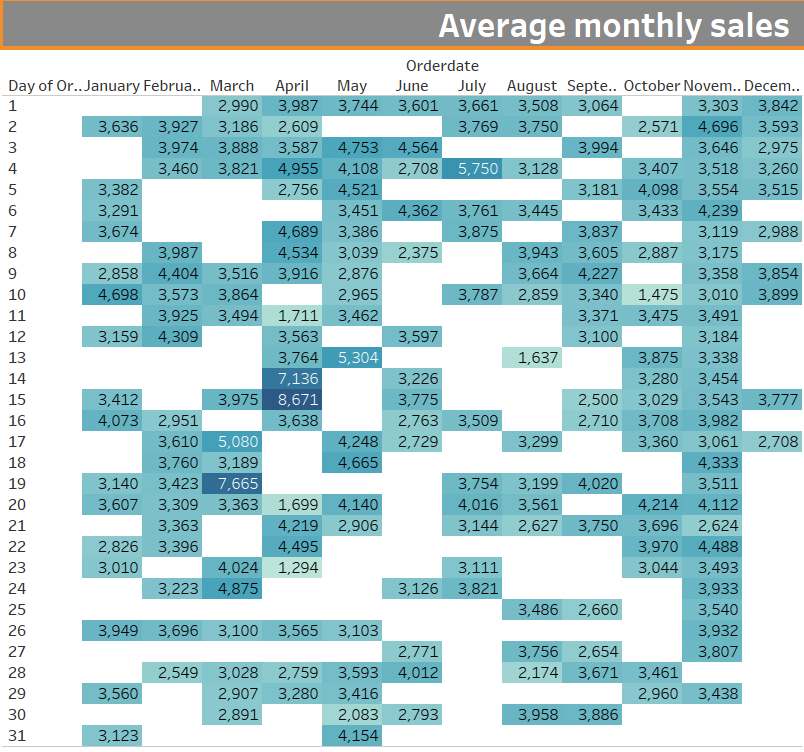 Average monthly sales
Orderdate
Day of Or.. January Februa.. March April May June July August Septe.. October Novem.. Decem..
1 2,990 3,987 3,744 3,601 3,661 3,508 3,064 3,303 3,842
2 3,636 3,927 3,186 2,609 3,769 3,750 2,571 4,696 3,593
3 3,974 3,888 3,587 4,753 4,564 3,994 3,646 2,975
4 3,460 3,821 4,955 4,108 2,708 5,750 3,128 3,407 3,518 3,260
5 3,382 2,756 4,521 3,181 4,098 3,554 3,515
6 3,291 3,451 4,362 3,761 3,445 3,433 4,239
7 3,674 4,689 3,386 3,875 3,837 3,119 2,988
8 3,987 4,534 3,039 2,375 3,943 3,605 2,887 3,175
9 2,858 4,404 3,516 3,916 2,876 3,664 4,227 3,358 3,854
10 4,698 3,573 3,864 2,965 3,787 2,859 3,340 1,475 3,010 3,899
11 3,925 3,494 1,711 3,462 3,371 3,475 3,491
12 3,159 4,309 3,563 3,597 3,100 3,184
13 3,764 5,304 1,637 3,875 3,338
14 7,136 3,226 3,280 3,454
15 3,412 3,975 8,671 3,775 2,500 3,029 3,543 3,777
16 4,073 2,951 3,638 2,763 3,509 2,710 3,708 3,982
17 3,610 5,080 4,248 2,729 3,299 3,360 3,061 2,708
18 3,760 3,189 4,665 4,333
19 3,140 3,423 7,665 3,754 3,199 4,020 3,511
20 3,607 3,309 3,363 1,699 4,140 4,016 3,561 4,214 4,112
21 3,363 4,219 2,906 3,144 2,627 3,750 3,696 2,624
22 2,826 3,396 4,495 3,970 4,488
23 3,010 4,024 1,294 3,111 3,044 3,493
24 3,223 4,875 3,126 3,821 3,933
25 3,486 2,660 3,540
26 3,949 3,696 3,100 3,565 3,103 3,932
27 2,771 3,756 2,654 3,807
28 2,549 3,028 2,759 3,593 4,012 2,174 3,671 3,461
29 3,560 2,907 3,280 3,416 2,960 3,438
30 2,891 2,083 2,793 3,958 3,886
31 3,123 4,154